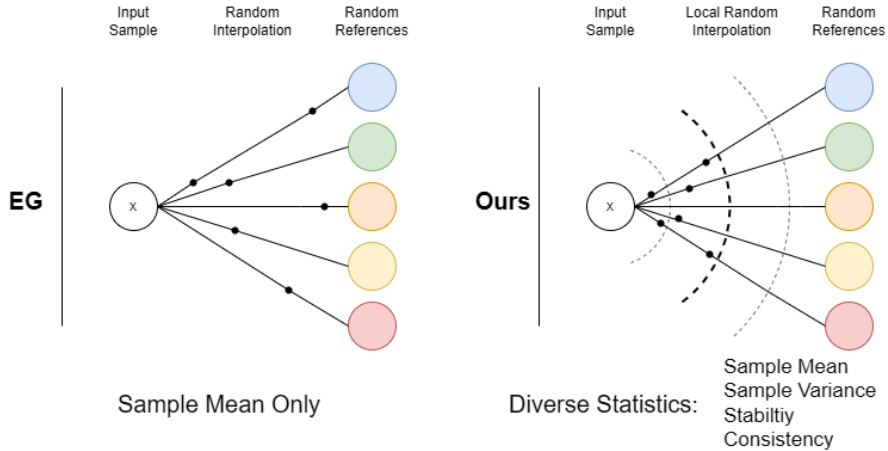 Input
Sample
Random
Interpolation
Random
References
EG
X
Sample Mean Only
Input
Sample
Local Random
Interpolation
Random
References
Ours
X
Diverse Statistics:
Sample Mean
Sample Variance
Stabiltiy
Consistency